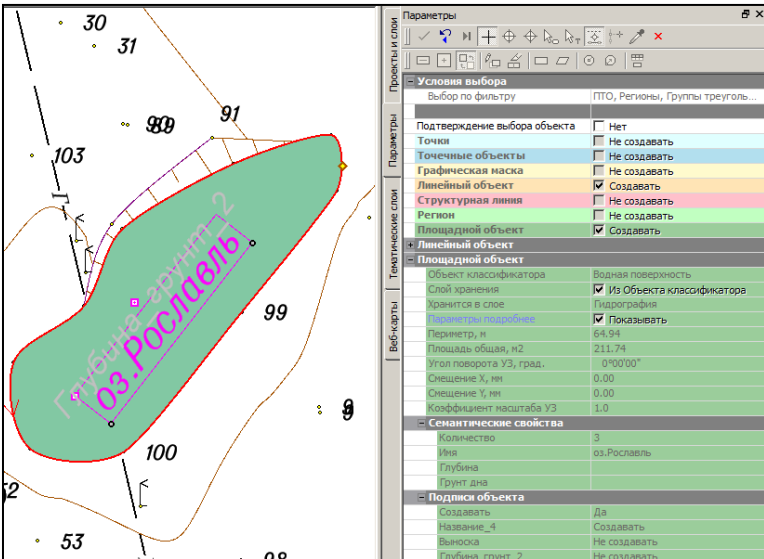 30
31
99
89
91
103
Г
Глубина_грунт_2
оз.Рославль
99
9
100
52
53
98
Параметры
Проекты и слои
Параметры
Тематические слои
Веб-карты
Условия выбора
Выбор по фильтру ПТО, Регионы, Группы треуголь...
Подтверждение выбора объекта Нет
Точки Не создавать
Точечные объекты Не создавать
Графическая маска Не создавать
Линейный объект Создавать
Структурная линия Не создавать
Регион Не создавать
Площадной объект Создавать
Линейный объект
Площадной объект
Объект классификатора Водная поверхность
Слой хранения Из Объекта классификатора
Хранится в слое Гидрография
Параметры подробнее Показывать
Периметр, м 64.94
Площадь общая, м2 211.74
Угол поворота УЗ, град. 0°00'00"
Смещение X, мм 0.00
Смещение Y, мм 0.00
Коэффициент масштаба УЗ 1.0
Семантические свойства
Количество 3
Имя оз.Рославль
Глубина
Грунт дна
Подписи объекта
Создавать Да
Название_4 Создавать
Выноска Не создавать
Глубина_грунт_2 Не создавать